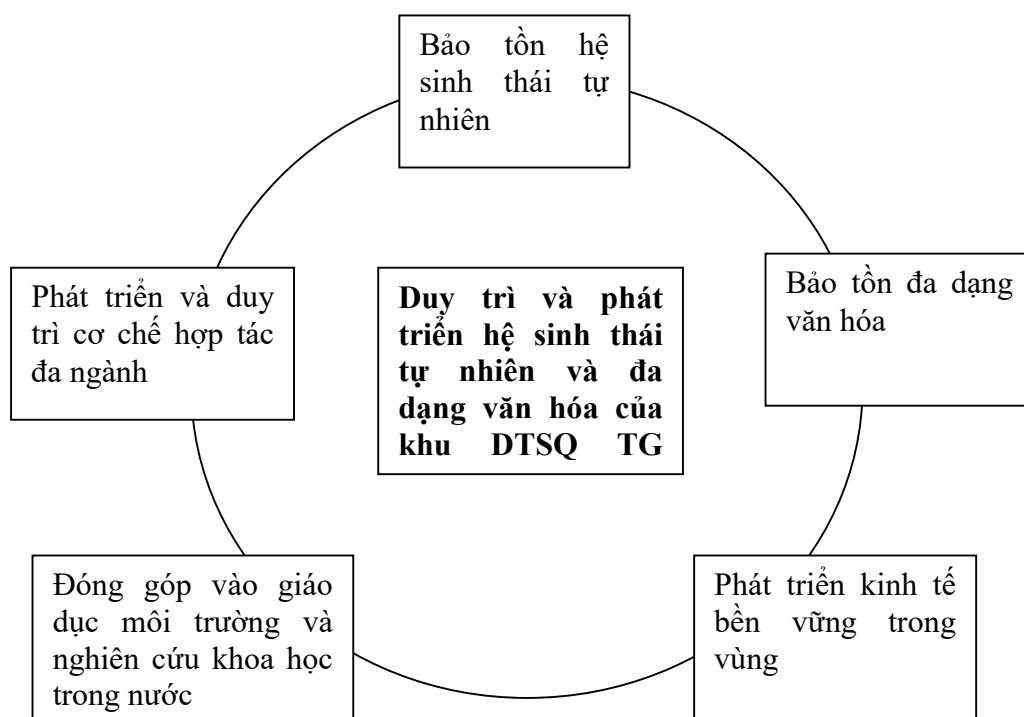 Bảo tồn hệ
sinh thái tự
nhiên
Phát triển và duy
trì cơ chế hợp tác
đa ngành
Duy trì và phát
triển hệ sinh thái
tự nhiên và đa
dạng văn hóa của
khu DTSQ TG
Bảo tồn đa dạng
văn hóa
Đóng góp vào giáo
dục môi trường và
nghiên cứu khoa học
trong nước
Phát triển kinh tế
bền vững trong
vùng